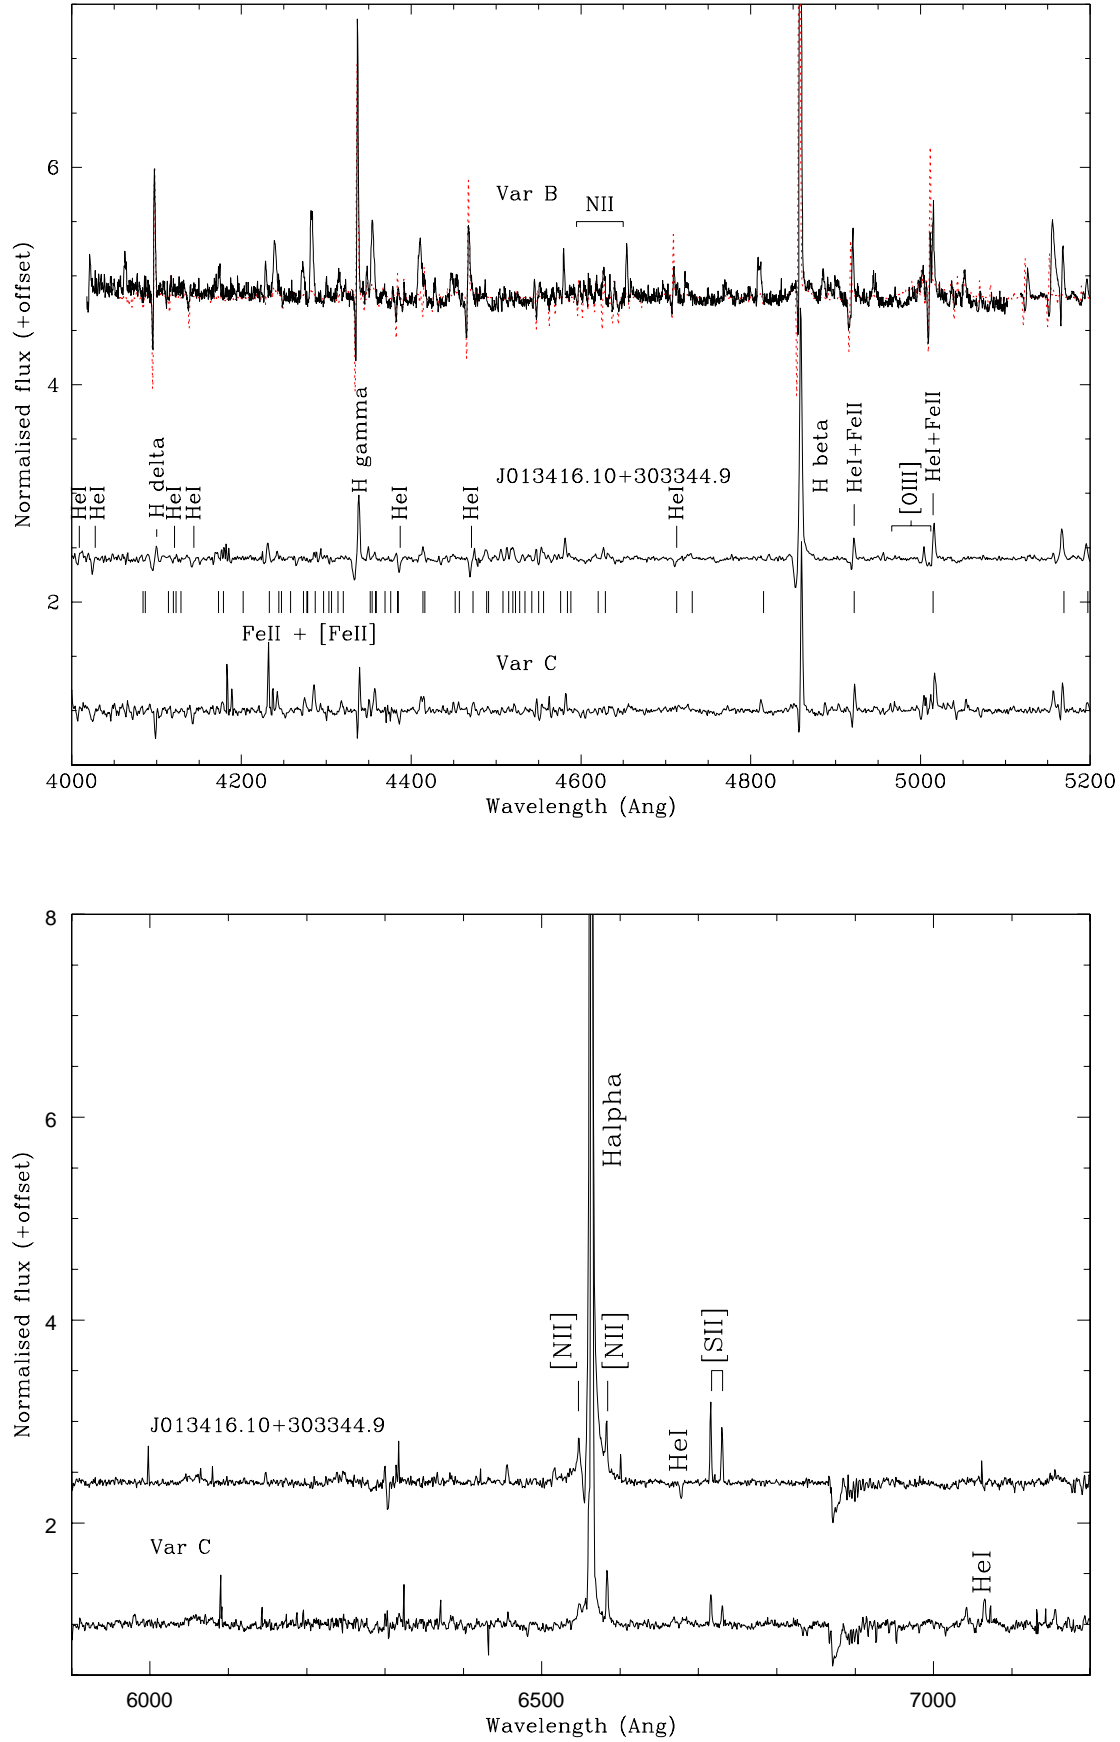 Normalised flux (+offset)
6
4
2
Var B
NII
HeI
HeI
H delta
HeI
HeI
H gamma
HeI
HeI
J013416.10+303344.9
HeI
H beta
HeI+FeII
[OIII]
HeI+FeII
FeII + [FeII]
Var C
4000 4200 4400 4600 4800 5000 5200
Wavelength (Ang)
Normalised flux (+offset)
8
6
4
2
Halpha
[NII]
[NII]
[SII]
J013416.10+303344.9
HeI
Var C
HeI
6000 6500 7000
Wavelength (Ang)